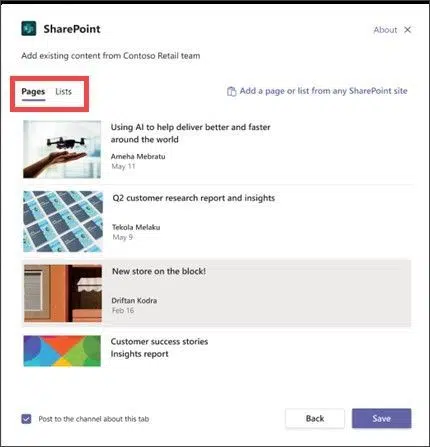 SharePoint
About
Add existing content from Contoso Retail team
Pages Lists
Add a page or list from any SharePoint site
Using AI to help deliver better and faster
around the world
Ameha Mebratu
May 11
Q2 customer research report and insights
Tekola Melaku
May 9
New store on the block!
Driftan Kodra
Feb 16
Customer success stories
Insights report
Post to the channel about this tab
Back
Save